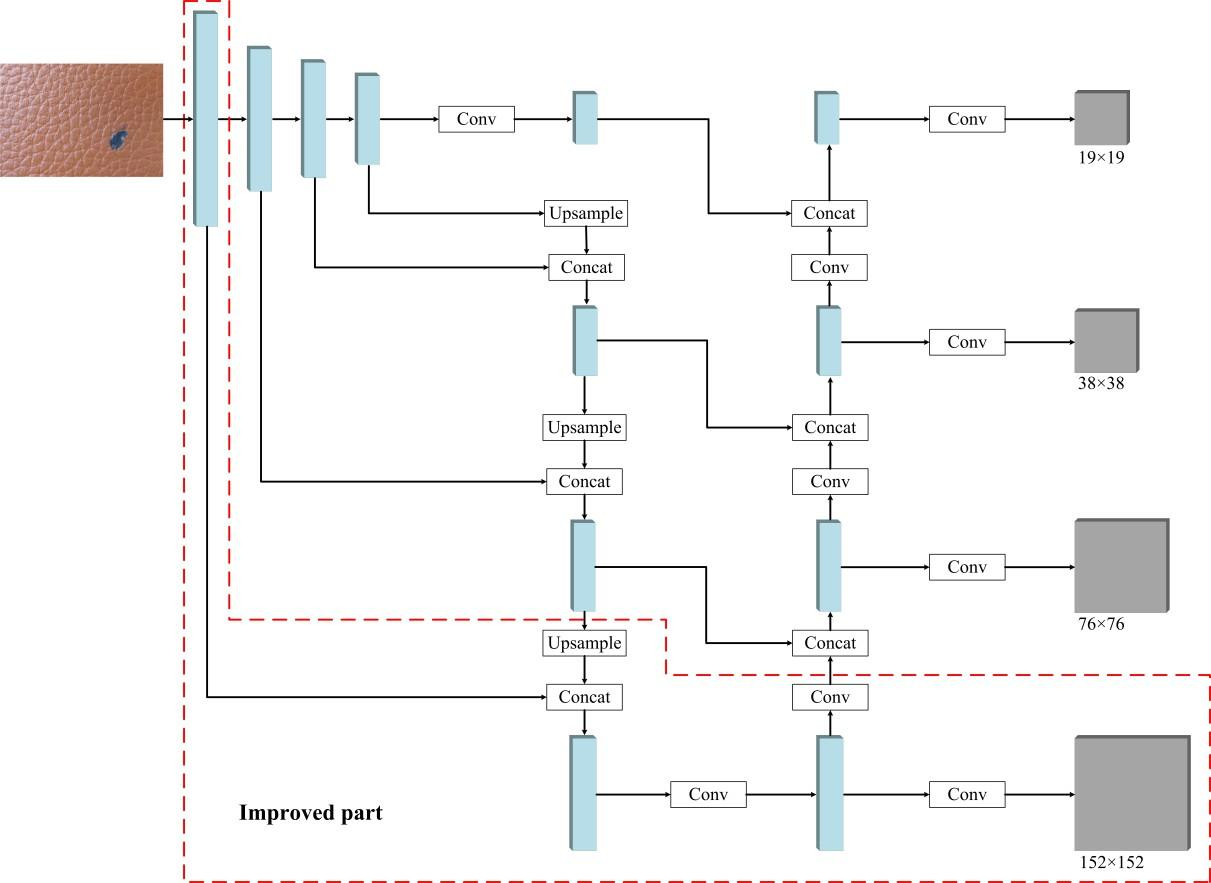 Conv
Conv
19×19
Upsample
Concat
Concat
Conv
Conv
38×38
Upsample
Concat
Concat
Conv
Conv
76×76
Upsample
Concat
Concat
Conv
Conv
Conv
Improved part
152×152